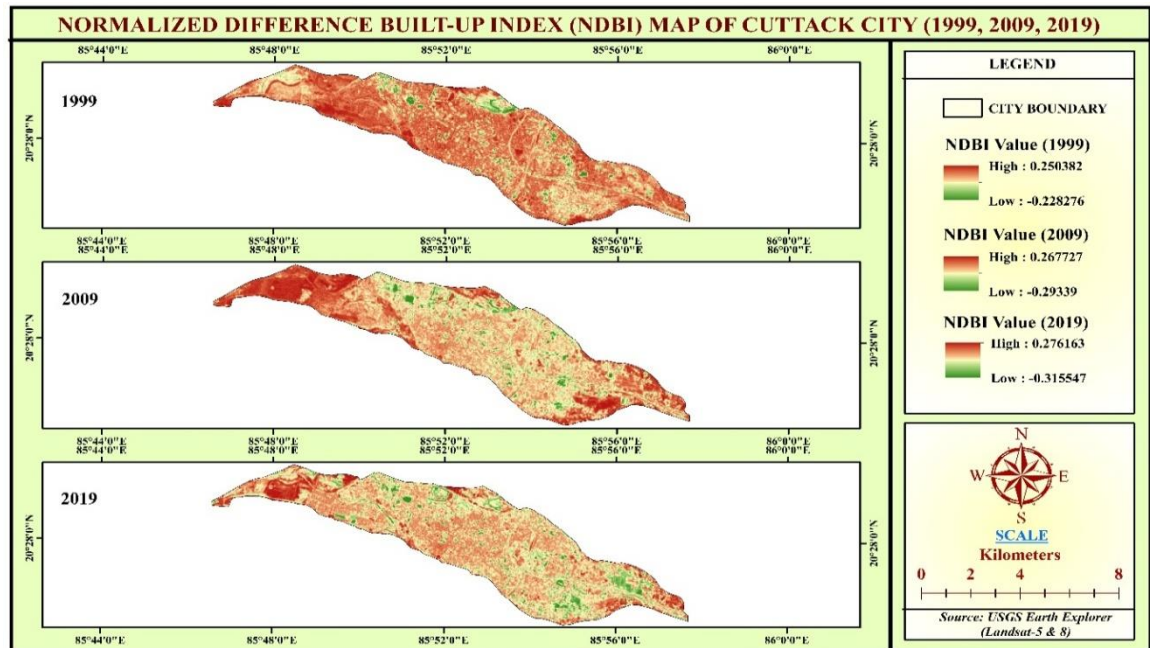 NORMALIZED DIFFERENCE BUILT-UP INDEX (NDBI) MAP OF CUTTACK CITY (1999, 2009, 2019)
85°44'0"E 85°48'0"E 85°52'0"E 85°56'0"E 86°0'0"E
1999
20°28'0"N
20°28'0"N
85°44'0"E 85°48'0"E 85°52'0"E 85°56'0"E 86°0'0"E
85°44'0"E 85°48'0"E 85°52'0"E 85°56'0"E 86°0'0"E
2009
20°28'0"N
20°28'0"N
85°44'0"E 85°48'0"E 85°52'0"E 85°56'0"E 86°0'0"E
85°44'0"E 85°48'0"E 85°52'0"E 85°56'0"E 86°0'0"E
2019
20°28'0"N
20°28'0"N
85°44'0"E 85°48'0"E 85°52'0"E 85°56'0"E 86°0'0"E
LEGEND
CITY BOUNDARY
NDBI Value (1999)
High : 0.250382
Low : -0.228276
NDBI Value (2009)
High : 0.267727
Low : -0.29339
NDBI Value (2019)
High : 0.276163
Low : -0.315547
N
W E
S
SCALE
Kilometers
0 2 4 8
Source: USGS Earth Explorer
(Landsat-5 & 8)